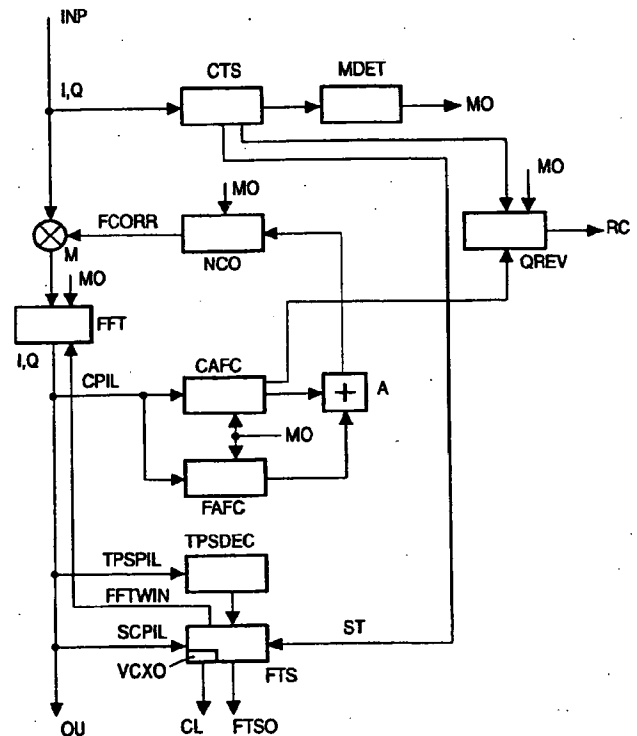 INP
CTS
MDET
I,Q
MO
MO
MO
FCORR
RC
M
NCO
QREV
MO
FFT
I,Q
CPIL
CAFC
+
A
MO
FAFC
TPSDEC
TPSPIL
FFTWIN
SCPIL
ST
VCXO
FTS
OU
CL
FTSO